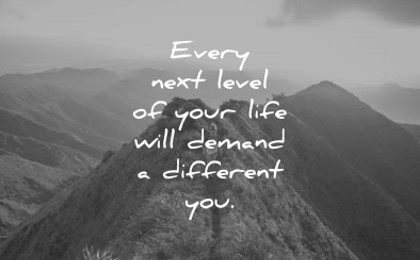 Every
next level
of your life
will demand
a different
you.